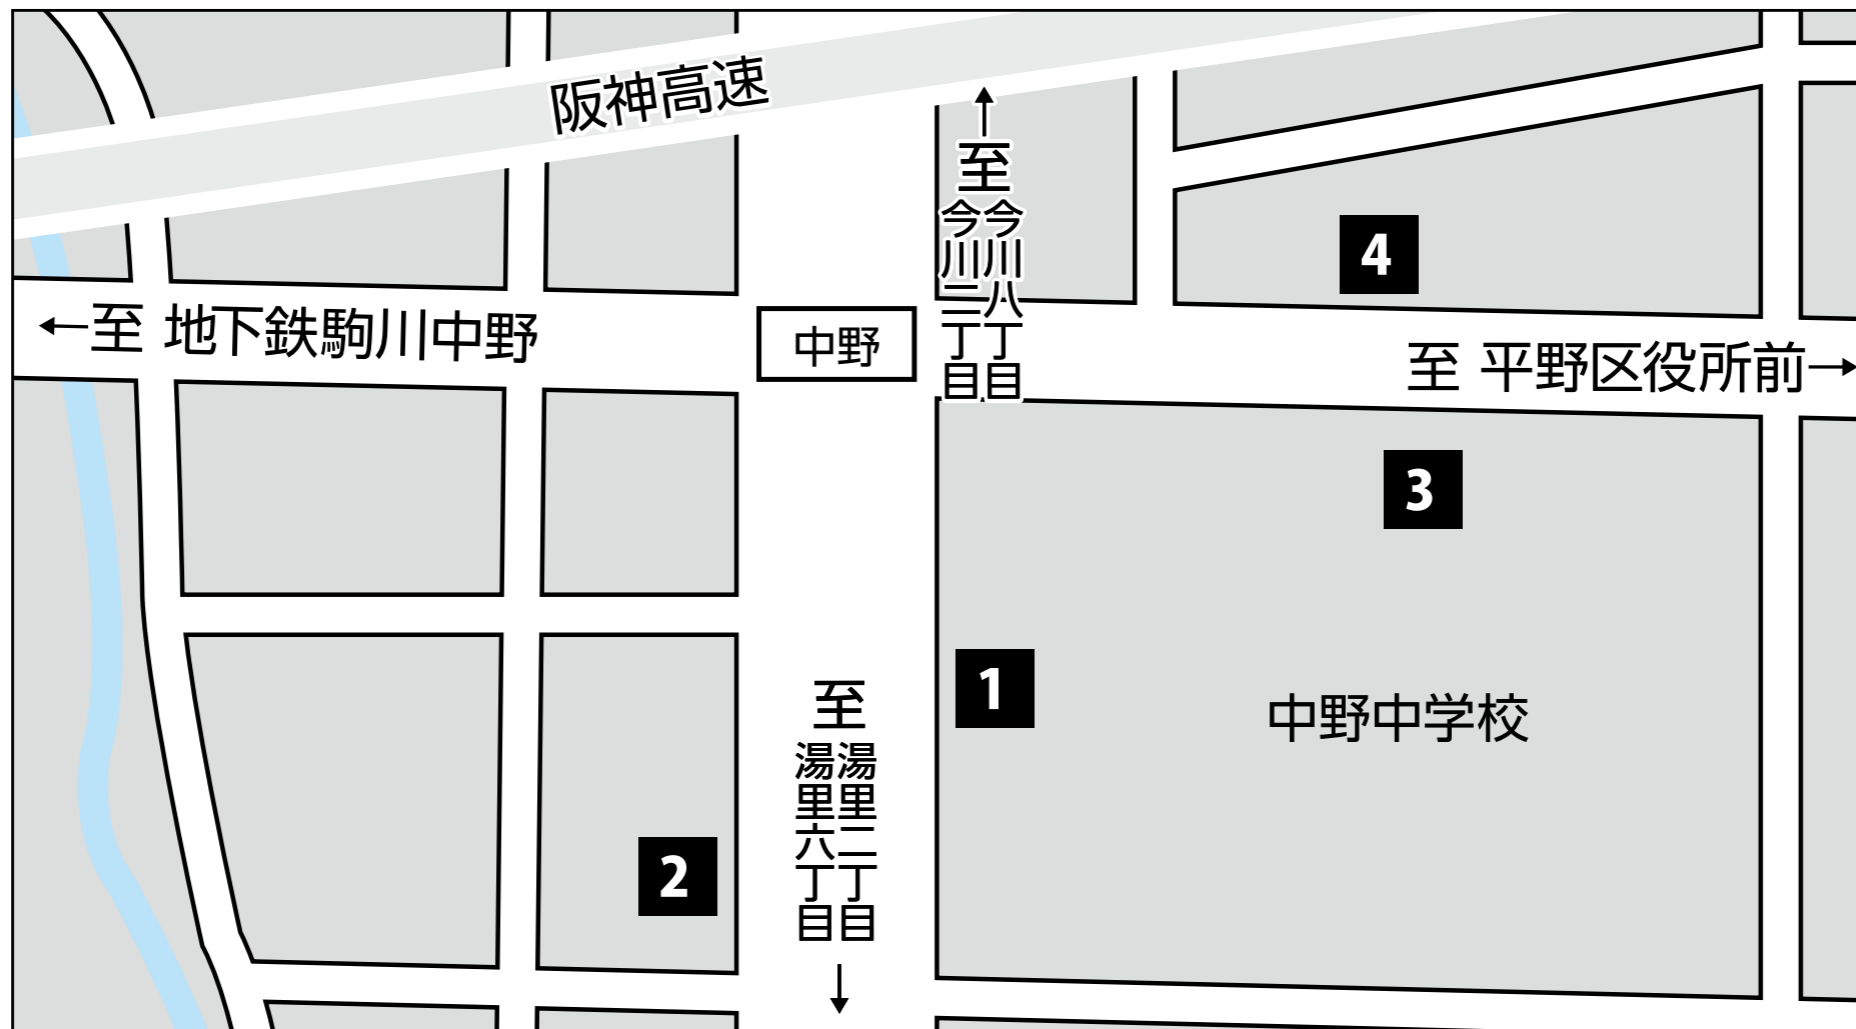 阪神高速
至
今川八丁目
今川二丁目
4
←至 地下鉄駒川中野
中野
至 平野区役所前→
3
1
中野中学校
至
湯里二丁目
湯里六丁目
2